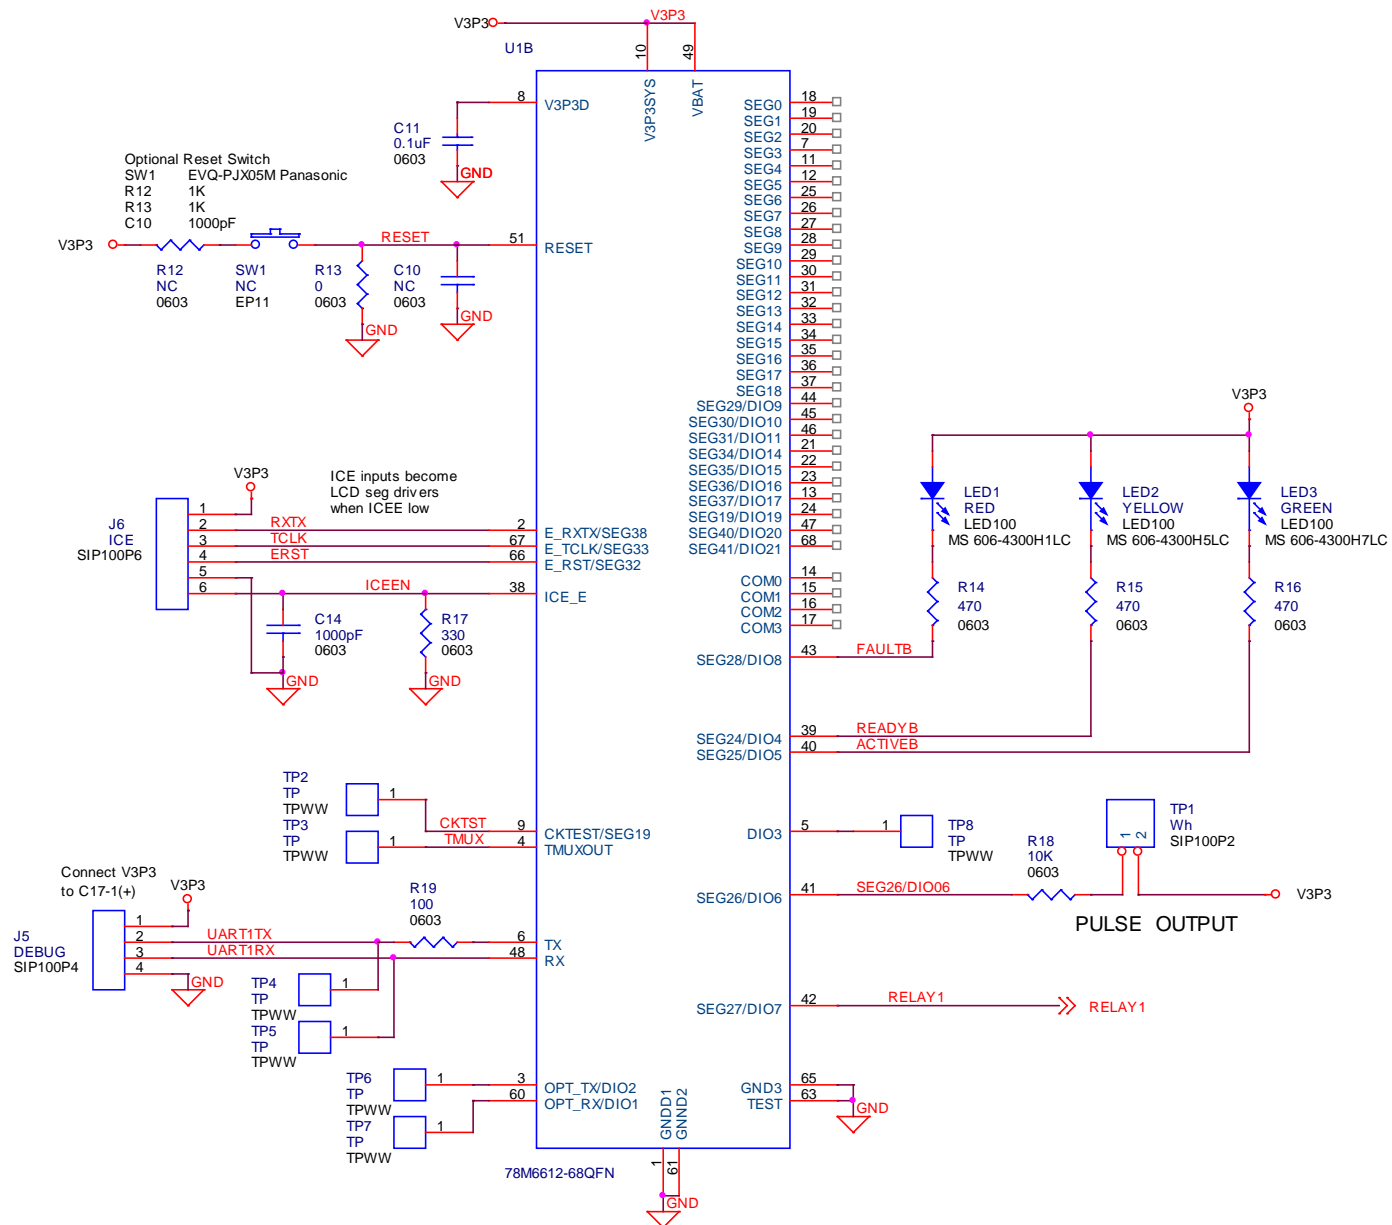 V3P3
V3P3
U1B
10
49
V3P3SYS
VBAT
8
V3P3D
C11
0.1uF
0603
GND
Optional Reset Switch
SW1 EVQ-PJX05M Panasonic
R12 1K
R13 1K
C10 1000pF
V3P3
RESET
51
RESET
R12
NC
0603
SW1
NC
EP11
R13
0
0603
C10
NC
0603
GND
GND
SEG0 18
SEG1 19
SEG2 20
SEG3 7
SEG4 11
SEG5 12
SEG6 25
SEG7 26
SEG8 27
SEG9 28
SEG10 29
SEG11 30
SEG12 31
SEG13 32
SEG14 33
SEG15 34
SEG16 35
SEG17 36
SEG18 37
SEG29/DIO9 44
SEG30/DIO10 45
SEG31/DIO11 46
SEG34/DIO14 21
SEG35/DIO15 22
SEG36/DIO16 23
SEG37/DIO17 13
SEG19/DIO19 24
SEG40/DIO20 47
SEG41/DIO21 68
COM0 14
COM1 15
COM2 16
COM3 17
V3P3
ICE inputs become
LCD seg drivers
when ICEE low
J6
ICE
SIP100P6
1
2
3
4
5
6
RXTX
TCLK
ERST
ICEEN
2 E_RXTX/SEG38
67 E_TCLK/SEG33
66 E_RST/SEG32
38 ICE_E
C14
1000pF
0603
R17
330
0603
GND
GND
V3P3
LED1
RED
LED100
MS 606-4300H1LC
LED2
YELLOW
LED100
MS 606-4300H5LC
LED3
GREEN
LED100
MS 606-4300H7LC
R14
470
0603
R15
470
0603
R16
470
0603
SEG28/DIO8 43 FAULTB
SEG24/DIO4 39 READYB
SEG25/DIO5 40 ACTIVEB
TP2
TP
TPWW
1
TP3
TP
TPWW
1
CKTST
TMUX
9 CKTEST/SEG19
4 TMUXOUT
DIO3 5
1
TP8
TP
TPWW
TP1
Wh
SIP100P2
1
2
R18
10K
0603
SEG26/DIO6 41 SEG26/DIO06
V3P3
PULSE OUTPUT
Connect V3P3
to C17-1(+)
V3P3
J5
DEBUG
SIP100P4
1
2
3
4
UART1TX
UART1RX
GND
R19
100
0603
6 TX
48 RX
TP4
TP
TPWW
1
TP5
TP
TPWW
1
SEG27/DIO7 42 RELAY1
RELAY1
TP6
TP
TPWW
1
TP7
TP
TPWW
1
3 OPT_TX/DIO2
60 OPT_RX/DIO1
GND3 65
TEST 63
GND
GNDD1
GNND2
1
61
GND
78M6612-68QFN